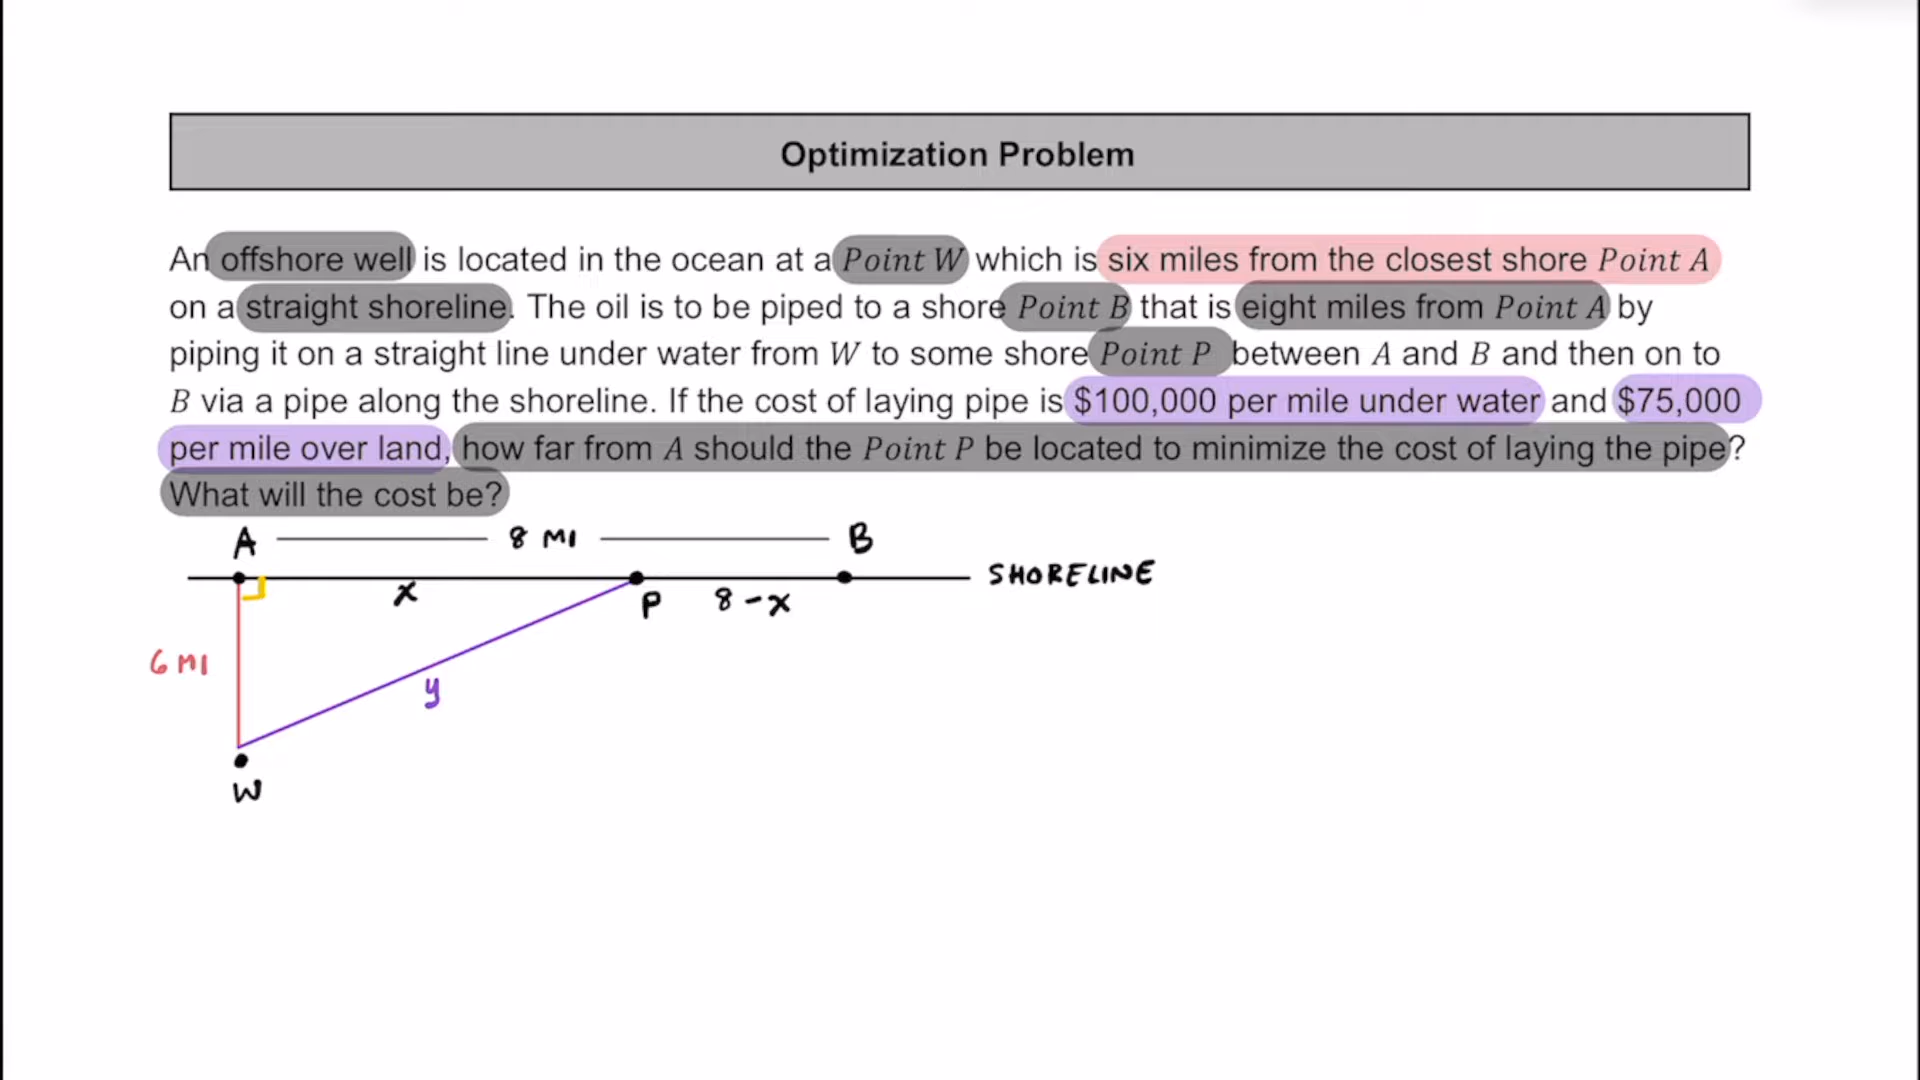 Optimization Problem
An offshore well is located in the ocean at a Point W which is six miles from the closest shore Point A
on a straight shoreline. The oil is to be piped to a shore Point B that is eight miles from Point A by
piping it on a straight line under water from W to some shore Point P between A and B and then on to
B via a pipe along the shoreline. If the cost of laying pipe is $100,000 per mile under water and $75,000
per mile over land, how far from A should the Point P be located to minimize the cost of laying the pipe?
What will the cost be?
A 8 MI B
SHORELINE
x P 8-x
6 MI
y
W